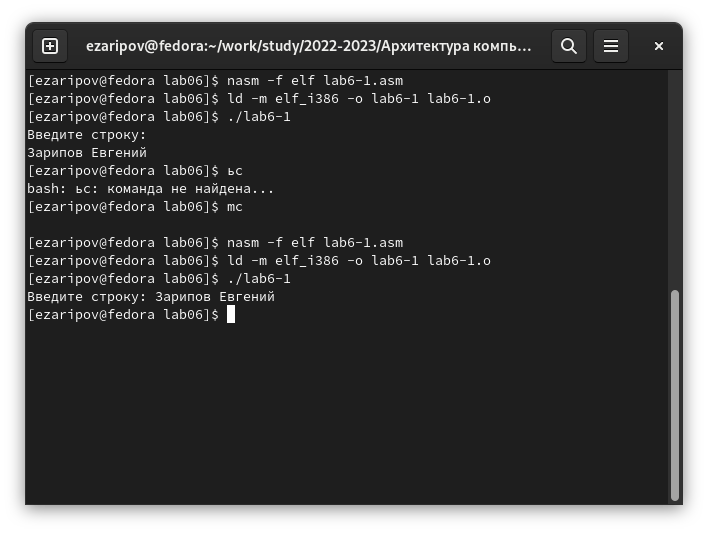 ezaripov@fedora:~/work/study/2022-2023/Архитектура компь...
[ezaripov@fedora lab06]$ nasm -f elf lab6-1.asm
[ezaripov@fedora lab06]$ ld -m elf_i386 -o lab6-1 lab6-1.o
[ezaripov@fedora lab06]$ ./lab6-1
Введите строку:
Зарипов Евгений
[ezaripov@fedora lab06]$ ьс
bash: ьс: команда не найдена...
[ezaripov@fedora lab06]$ mc
[ezaripov@fedora lab06]$ nasm -f elf lab6-1.asm
[ezaripov@fedora lab06]$ ld -m elf_i386 -o lab6-1 lab6-1.o
[ezaripov@fedora lab06]$ ./lab6-1
Введите строку: Зарипов Евгений
[ezaripov@fedora lab06]$